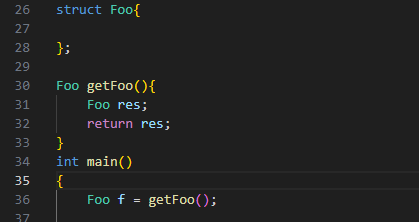 26 struct Foo{
27
28 };
29
30 Foo getFoo(){
31     Foo res;
32     return res;
33 }
34 int main()
35 {
36     Foo f = getFoo();
37